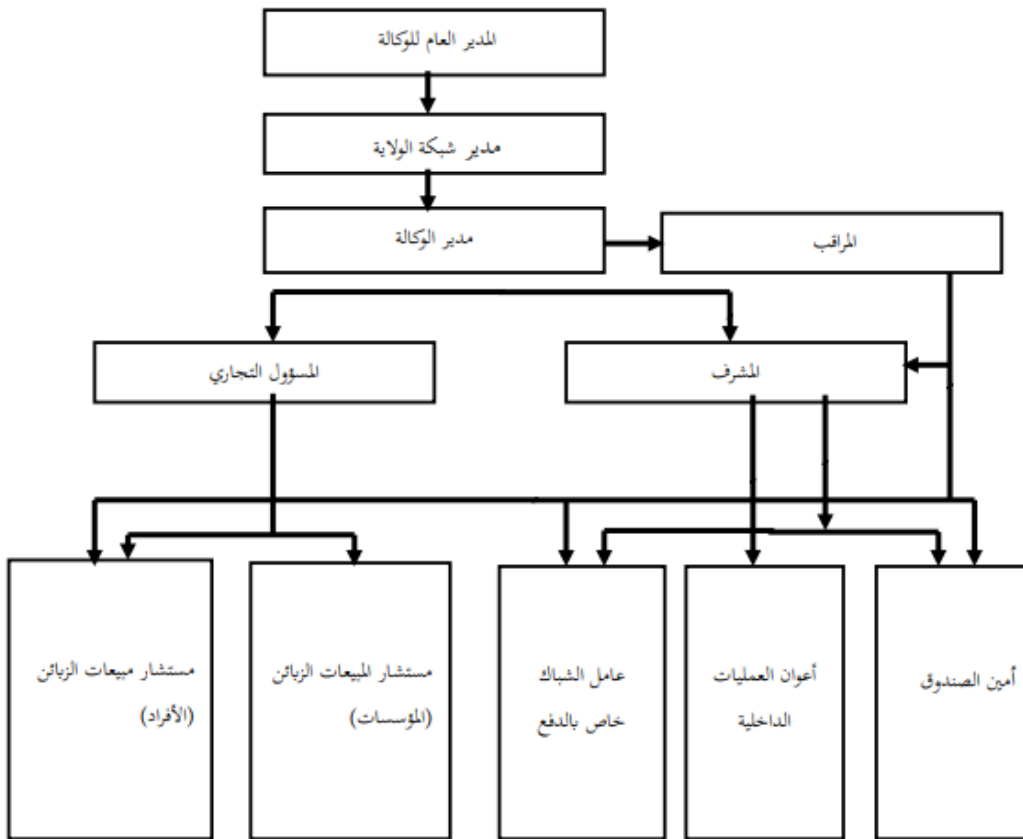 المدير العام للوكالة
مدير شبكة الولاية
مدير الوكالة
المراقب
المشرف
المسؤول التجاري
أمين الصندوق
أعوان العمليات
الداخلية
عامل الشباك
خاص بالدفع
مستشار المبيعات الزبائن
(المؤسسات)
مستشار مبيعات الزبائن
(الأفراد)